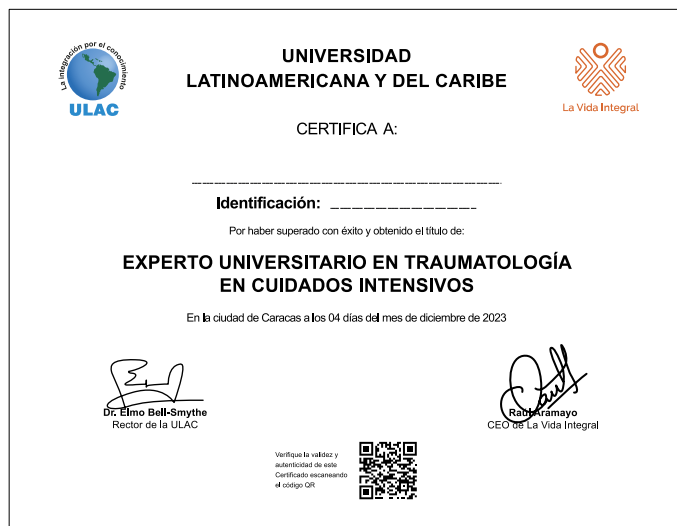 La integración por el conocimiento
ULAC
UNIVERSIDAD
LATINOAMERICANA Y DEL CARIBE
La Vida Integral
CERTIFICA A:
Identificación:
Por haber superado con éxito y obtenido el título de:
EXPERTO UNIVERSITARIO EN TRAUMATOLOGÍA
EN CUIDADOS INTENSIVOS
En la ciudad de Caracas a los 04 días del mes de diciembre de 2023
Dr. Elmo Bell-Smythe
Rector de la ULAC
Raúl Aramayo
CEO de La Vida Integral
Verifique la validez y
autenticidad de este
Certificado escaneando
el código QR